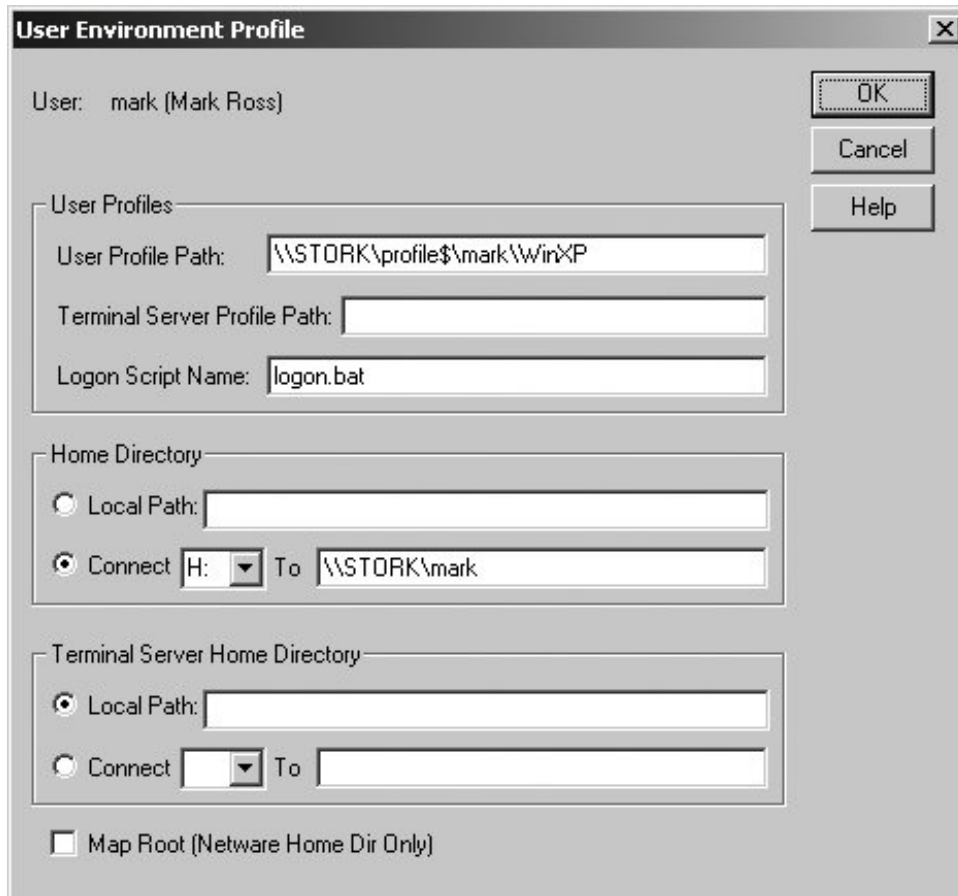 User Environment Profile
User: mark (Mark Ross)
OK
Cancel
Help
User Profiles
User Profile Path: \\STORK\profile$\mark\WinXP
Terminal Server Profile Path:
Logon Script Name: logon.bat
Home Directory
Local Path:
Connect H: To \\STORK\mark
Terminal Server Home Directory
Local Path:
Connect To
Map Root (Netware Home Dir Only)